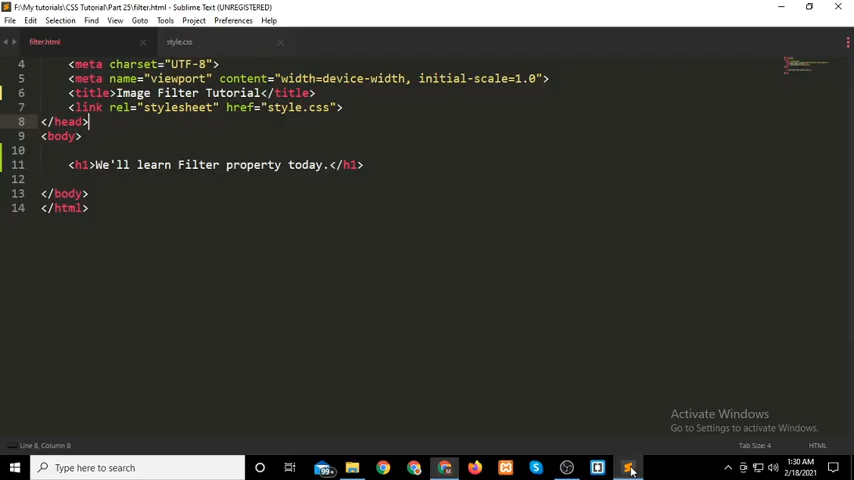 F:\My tutorials\CSS Tutorial\Part 25\filter.html - Sublime Text (UNREGISTERED)
File Edit Selection Find View Goto Tools Project Preferences Help
filter.html style.css
4 <meta charset="UTF-8">
5 <meta name="viewport" content="width=device-width, initial-scale=1.0">
6 <title>Image Filter Tutorial</title>
7 <link rel="stylesheet" href="style.css">
8 </head>
9 <body>
10
11 <h1>We'll learn Filter property today.</h1>
12
13 </body>
14 </html>
Activate Windows
Go to Settings to activate Windows.
Line 8, Column 8 Tab Size: 4 HTML
Type here to search 99+ 1:30 AM
2/18/2021